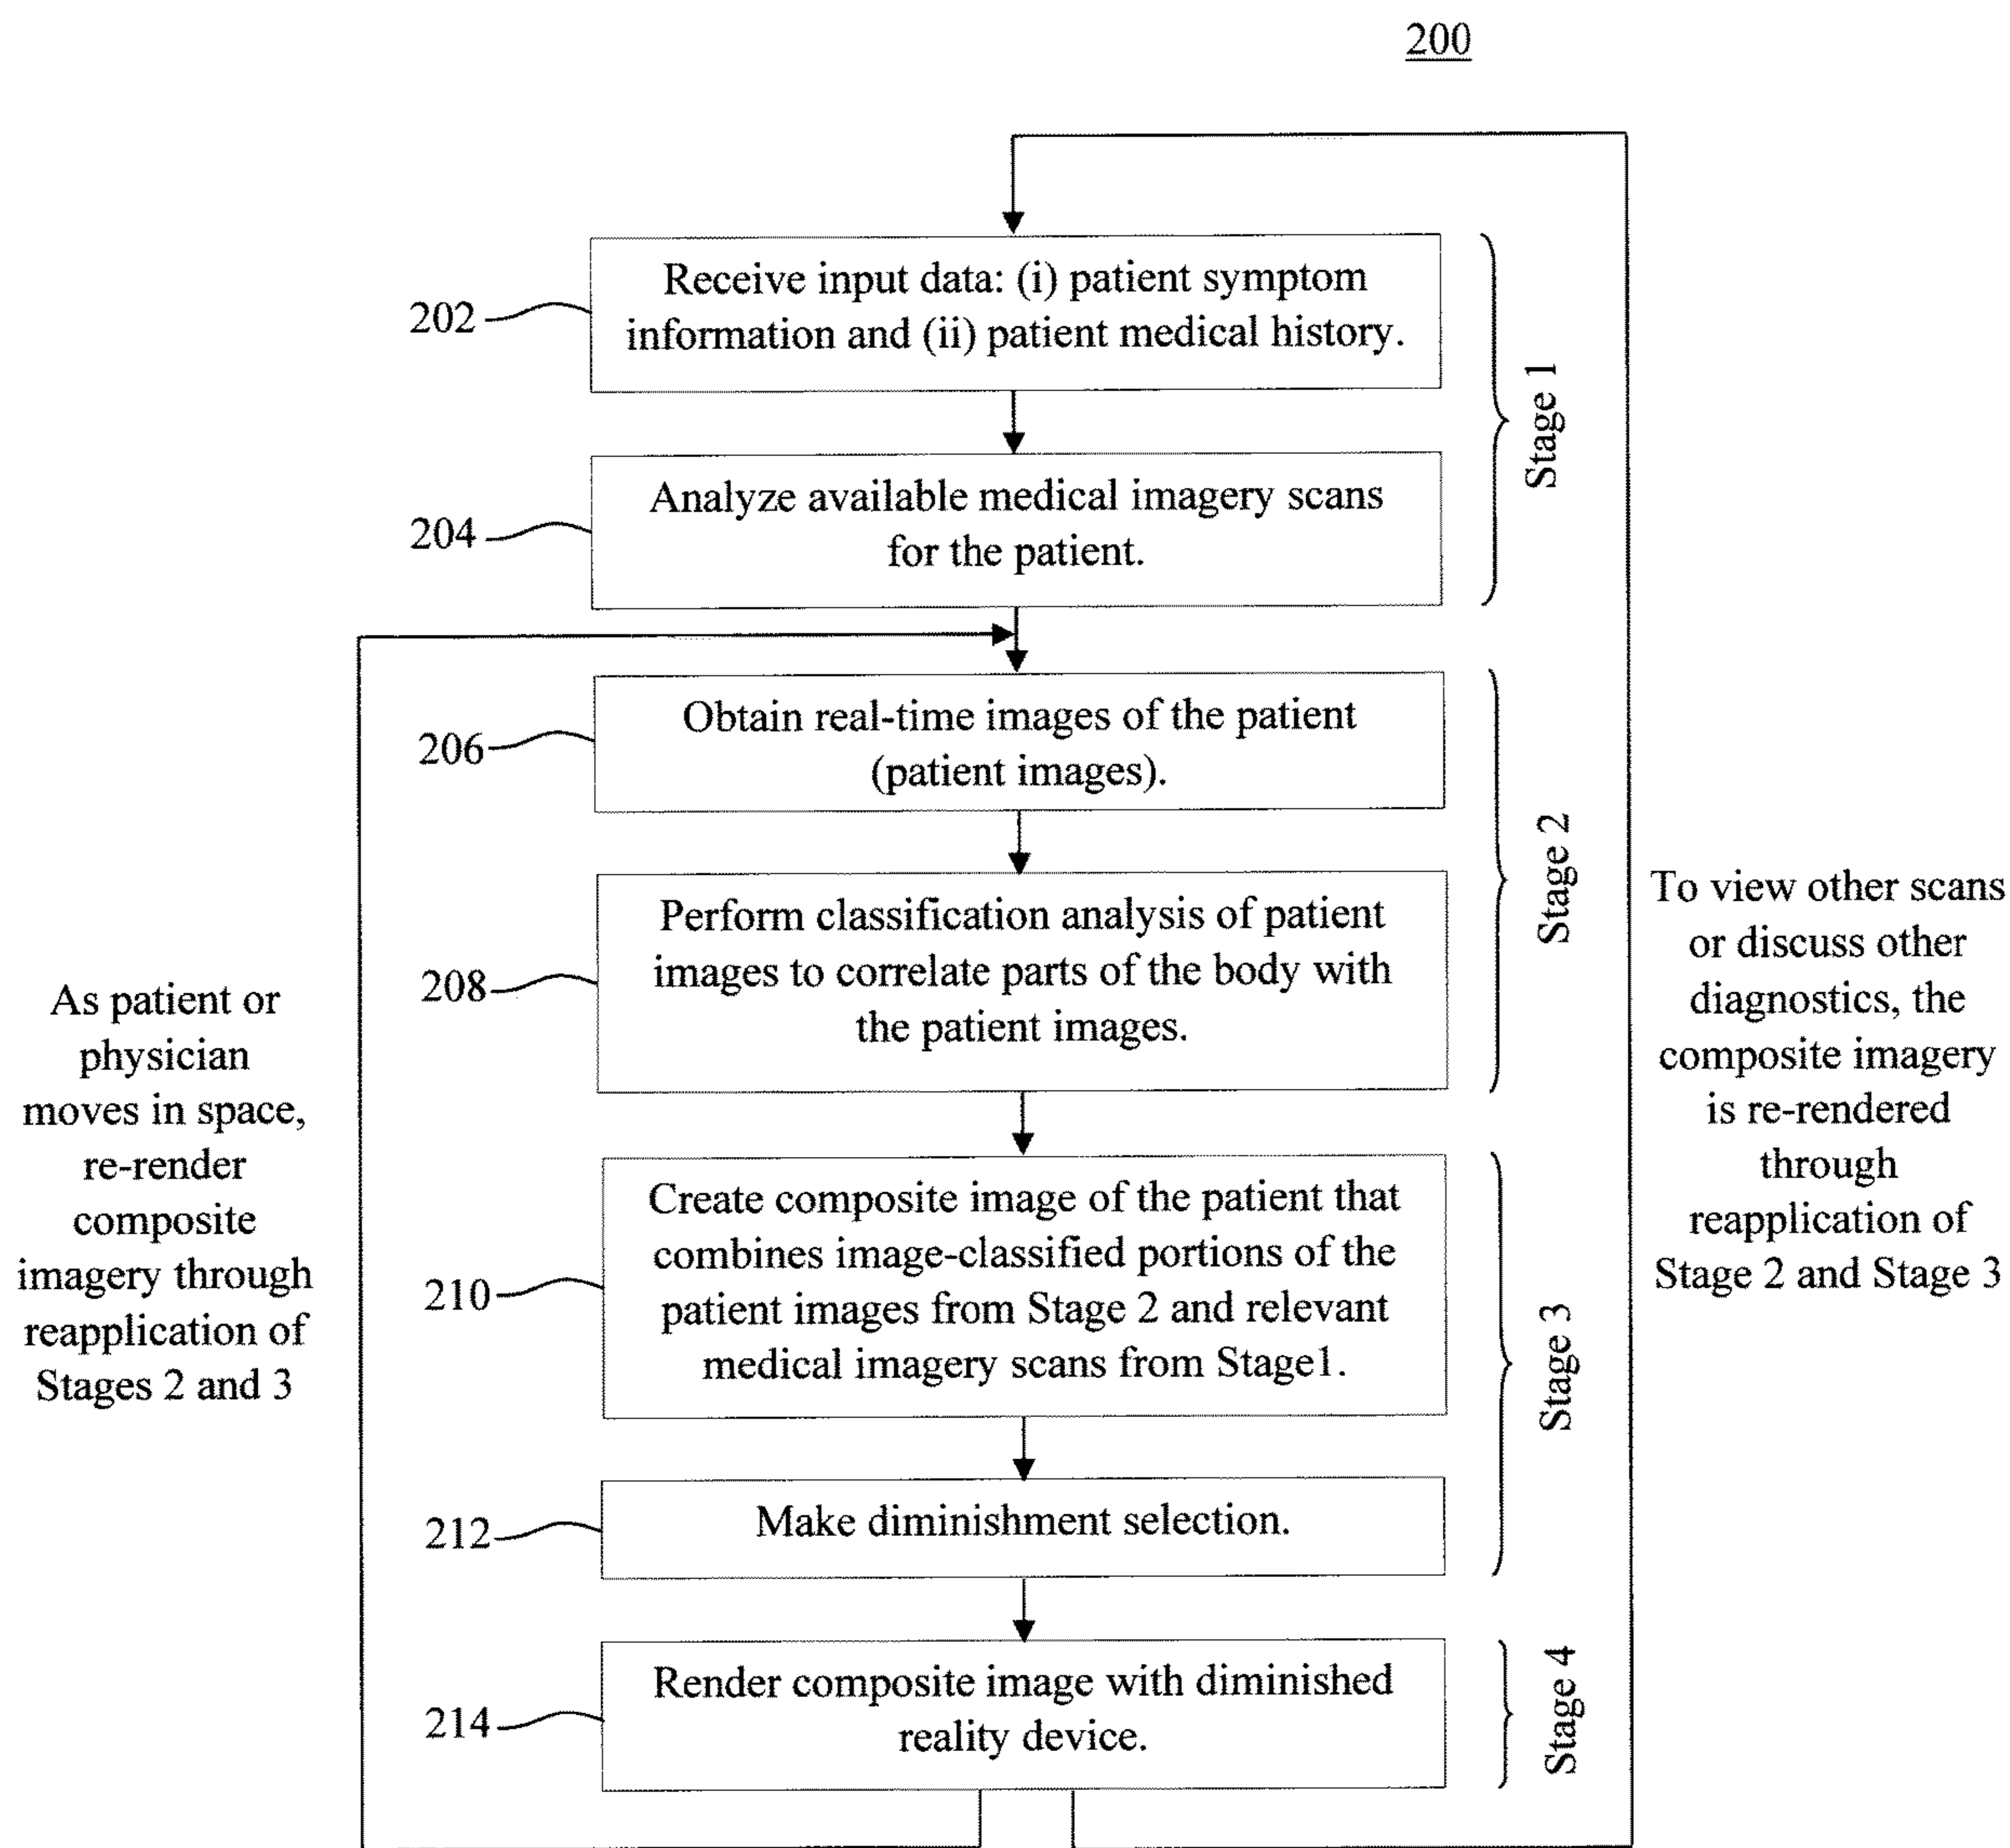 200
202
Receive input data: (i) patient symptom
information and (ii) patient medical history.
204
Analyze available medical imagery scans
for the patient.
Stage 1
206
Obtain real-time images of the patient
(patient images).
208
Perform classification analysis of patient
images to correlate parts of the body with
the patient images.
Stage 2
210
Create composite image of the patient that
combines image-classified portions of the
patient images from Stage 2 and relevant
medical imagery scans from Stage1.
212
Make diminishment selection.
Stage 3
214
Render composite image with diminished
reality device.
Stage 4
As patient or
physician
moves in space,
re-render
composite
imagery through
reapplication of
Stages 2 and 3
To view other scans
or discuss other
diagnostics, the
composite imagery
is re-rendered
through
reapplication of
Stage 2 and Stage 3